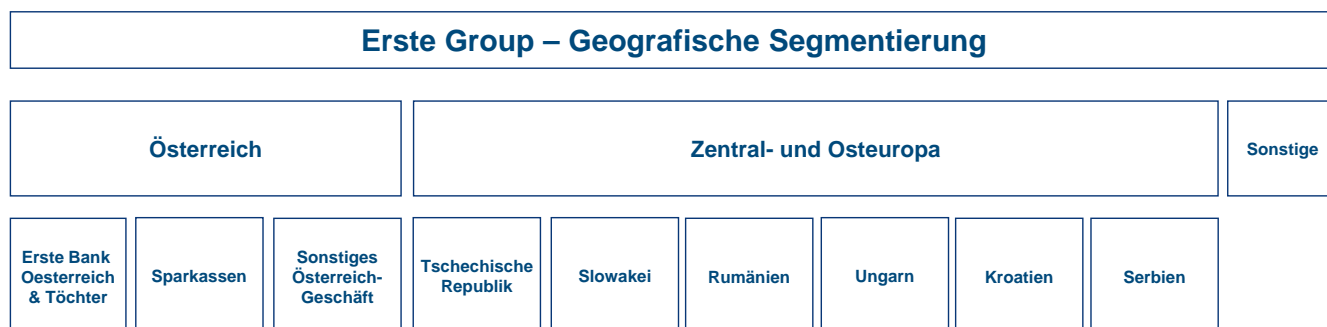 Erste Group – Geografische Segmentierung
Österreich
Zentral- und Osteuropa
Sonstige
Erste Bank
Oesterreich
& Töchter
Sparkassen
Sonstiges
Österreich-
Geschäft
Tschechische
Republik
Slowakei
Rumänien
Ungarn
Kroatien
Serbien